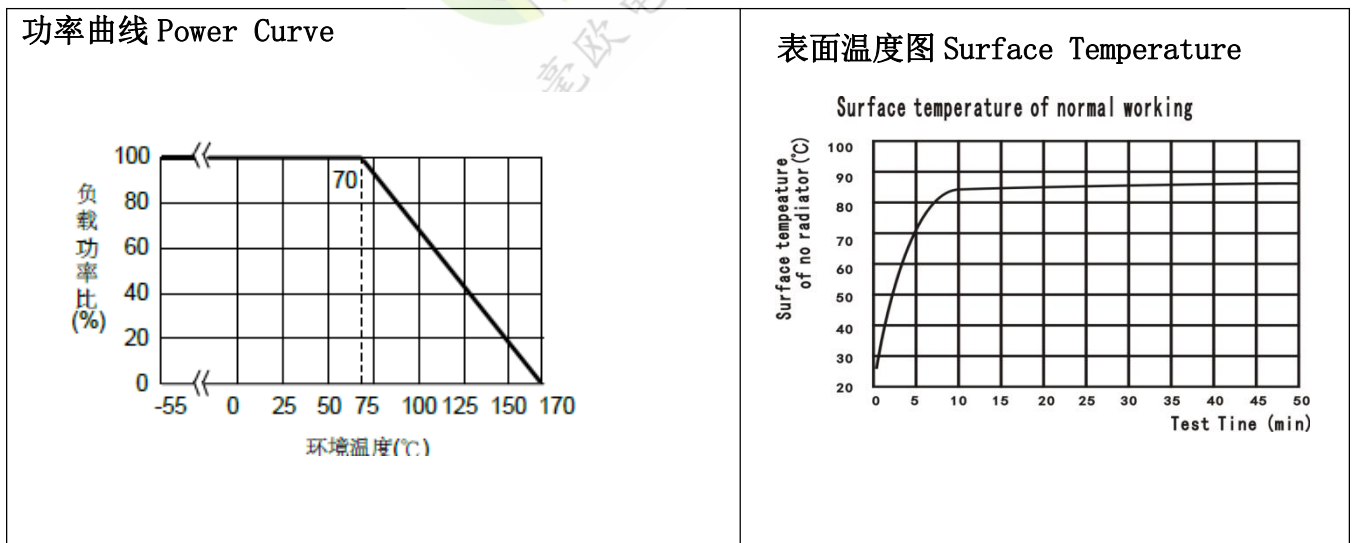 功率曲线 Power Curve
100
80
60
40
20
0
70
负载功率比(%)
-55 0 25 50 75 100 125 150 170
环境温度(℃)
毫欧电
表面温度图 Surface Temperature
Surface temperature of normal working
Surface tempeature
of no radiator(℃)
100
90
80
70
60
50
40
30
20
0 5 10 15 20 25 30 35 40 45 50
Test Tine (min)